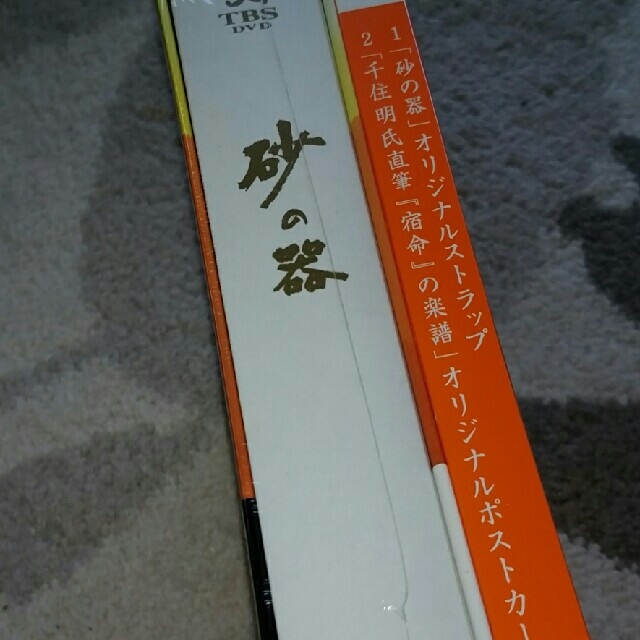 TBS
DVD
砂の器
1「砂の器」オリジナルストラップ
2「千住明氏直筆『宿命』の楽譜」オリジナルポストカー